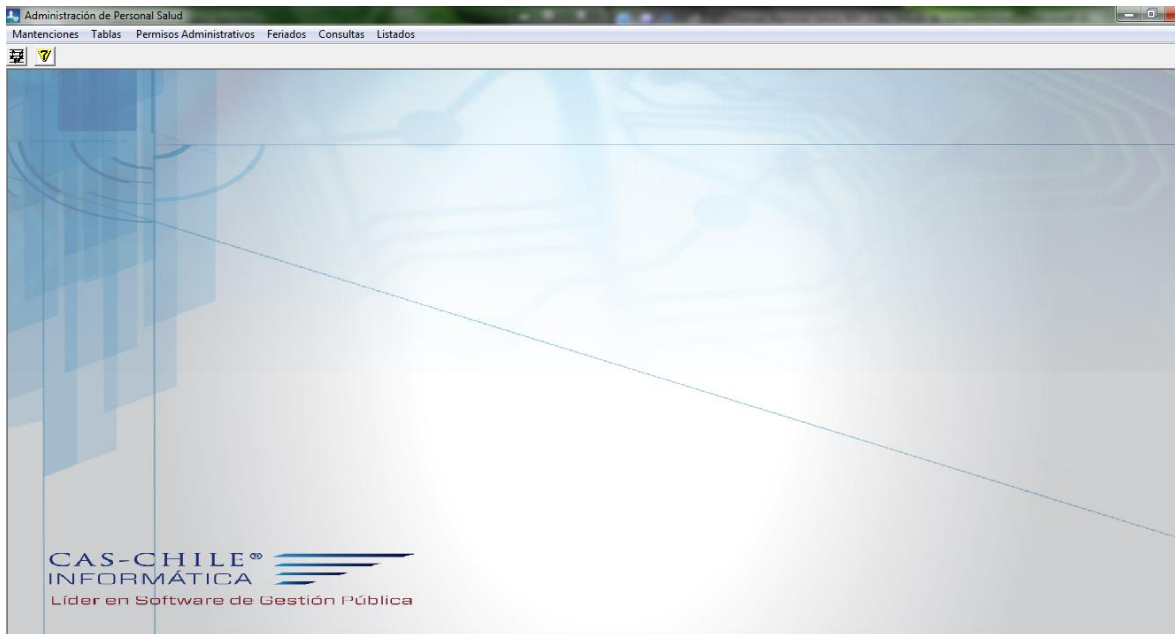 Administración de Personal Salud
Mantenciones Tablas Permisos Administrativos Feriados Consultas Listados
CAS-CHILE®
INFORMÁTICA
Líder en Software de Gestión Pública